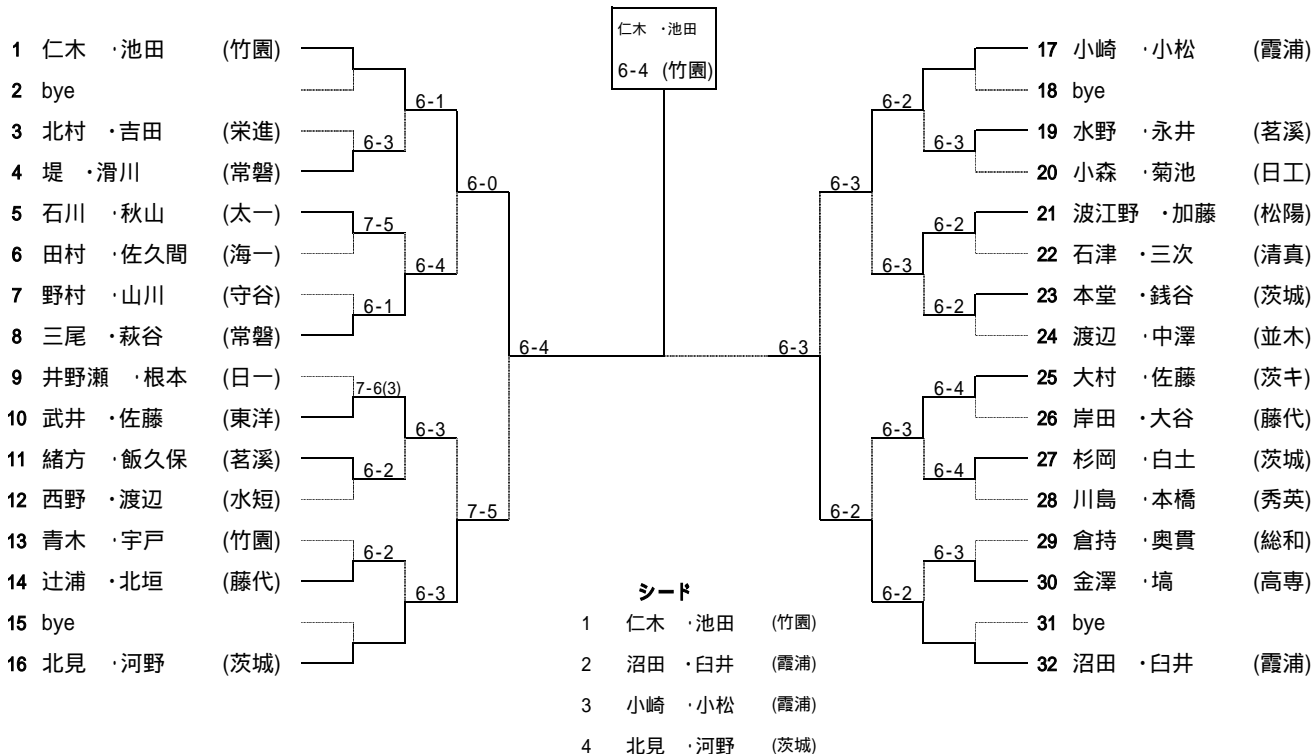 仁木 ・池田
6-4 (竹園)
1 仁木 ・池田 (竹園)
2 bye
3 北村 ・吉田 (栄進)
4 堤 ・滑川 (常磐)
5 石川 ・秋山 (太一)
6 田村 ・佐久間 (海一)
7 野村 ・山川 (守谷)
8 三尾 ・萩谷 (常磐)
9 井野瀬 ・根本 (日一)
10 武井 ・佐藤 (東洋)
11 緒方 ・飯久保 (茗溪)
12 西野 ・渡辺 (水短)
13 青木 ・宇戸 (竹園)
14 辻浦 ・北垣 (藤代)
15 bye
16 北見 ・河野 (茨城)
6-3
7-5
6-1
7-6(3)
6-2
6-2
6-1
6-4
6-3
6-3
6-0
7-5
6-4
6-3
6-3
6-2
6-2
6-3
6-3
6-2
6-3
6-2
6-2
6-4
6-4
6-3
17 小崎 ・小松 (霞浦)
18 bye
19 水野 ・永井 (茗溪)
20 小森 ・菊池 (日工)
21 波江野 ・加藤 (松陽)
22 石津 ・三次 (清真)
23 本堂 ・銭谷 (茨城)
24 渡辺 ・中澤 (並木)
25 大村 ・佐藤 (茨キ)
26 岸田 ・大谷 (藤代)
27 杉岡 ・白土 (茨城)
28 川島 ・本橋 (秀英)
29 倉持 ・奥貫 (総和)
30 金澤 ・塙 (高専)
31 bye
32 沼田 ・臼井 (霞浦)
シード
1 仁木 ・池田 (竹園)
2 沼田 ・臼井 (霞浦)
3 小崎 ・小松 (霞浦)
4 北見 ・河野 (茨城)